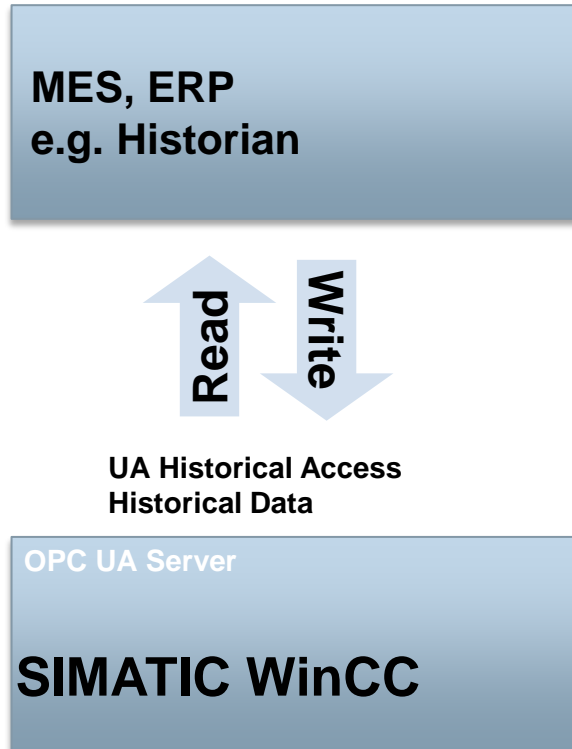 MES, ERP
e.g. Historian
Read
Write
UA Historical Access
Historical Data
OPC UA Server
SIMATIC WinCC